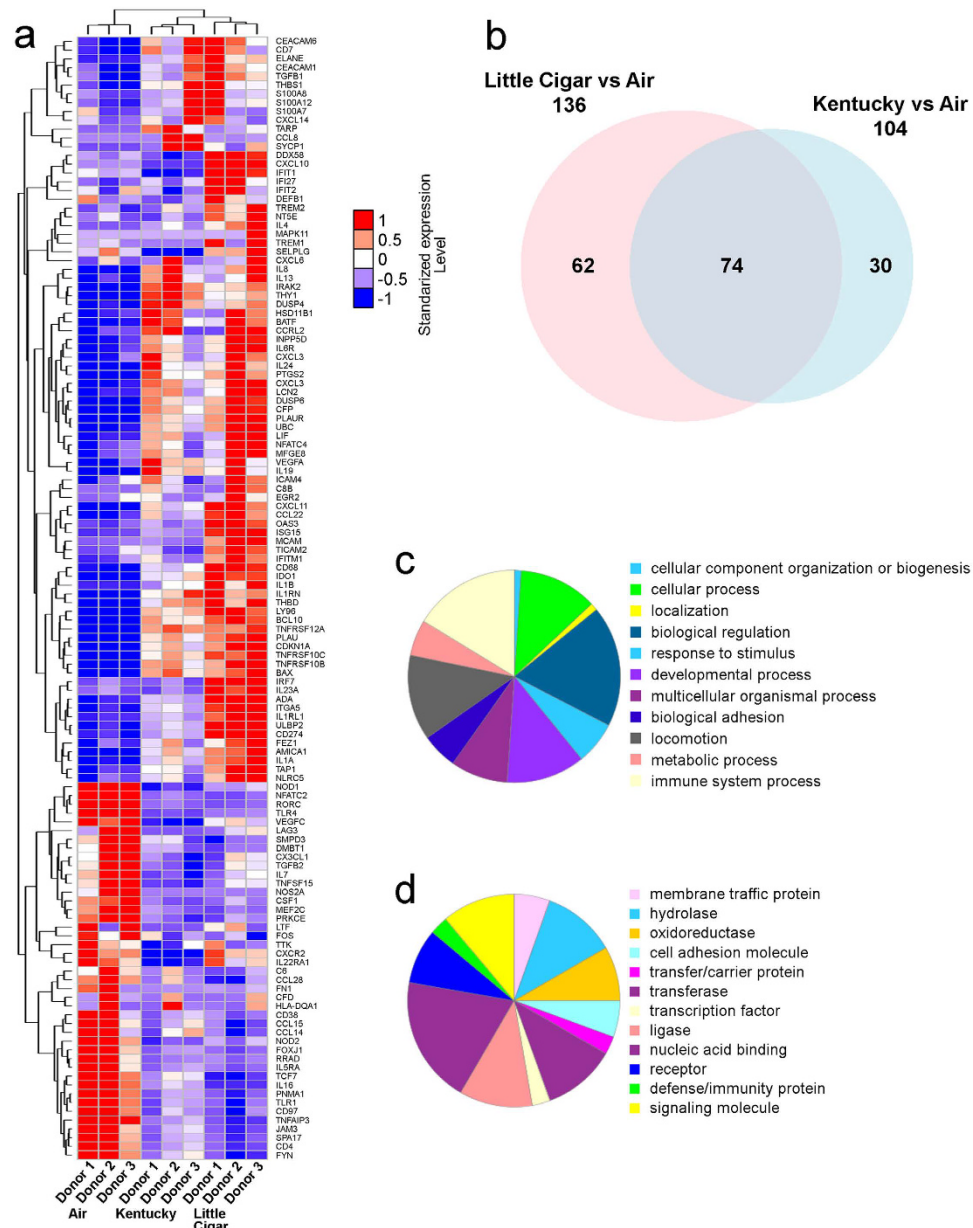 a
CEACAM6
CD7
ELANE
CEACAM1
TGFB1
THBS1
S100A8
S100A12
S100A7
CXCL14
TARP
CCL8
SYCP1
DDX58
CXCL10
IFIT1
IFI27
IFIT2
DEFB1
TREM2
NT5E
IL4
MAPK11
TREM1
SELPLG
CXCL6
IL8
IL13
IRAK2
THY1
DUSP4
HSD11B1
BATF
CCRL2
INPP5D
IL6R
CXCL3
IL24
PTGS2
CXCL3
LCN2
DUSP6
CFP
PLAUR
UBC
LIF
NFATC4
MFGE8
VEGFA
IL19
ICAM4
C8B
EGR2
CXCL11
CCL22
OAS3
ISG15
MCAM
TICAM2
IFITM1
CD68
IDO1
IL1B
IL1RN
THBD
LY96
BCL10
TNFRSF12A
PLAU
CDKN1A
TNFRSF10C
TNFRSF10B
BAX
IRF7
IL23A
ADA
ITGA5
IL1RL1
ULBP2
CD274
FEZ1
AMICA1
IL1A
TAP1
NLRC5
NOD1
NFATC2
RORC
TLR4
VEGFC
LAG3
SMPD3
DMBT1
CX3CL1
TGFB2
IL7
TNFSF15
NOS2A
CSF1
MEF2C
PRKCE
LTF
FOS
TTK
CXCR2
IL22RA1
C6
CCL28
FN1
CFD
HLA-DQA1
CD38
CCL15
CCL14
NOD2
FOXJ1
RRAD
IL5RA
TCF7
IL16
PNMA1
TLR1
CD97
TNFAIP3
JAM3
SPA17
CD4
FYN
Donor 1
Donor 2
Donor 3
Donor 1
Donor 2
Donor 3
Donor 1
Donor 2
Donor 3
Air
Kentucky
Little
Cigar
1
0.5
0
-0.5
-1
Standarized expression
Level
b
Little Cigar vs Air
136
Kentucky vs Air
104
62
74
30
c
cellular component organization or biogenesis
cellular process
localization
biological regulation
response to stimulus
developmental process
multicellular organismal process
biological adhesion
locomotion
metabolic process
immune system process
d
membrane traffic protein
hydrolase
oxidoreductase
cell adhesion molecule
transfer/carrier protein
transferase
transcription factor
ligase
nucleic acid binding
receptor
defense/immunity protein
signaling molecule